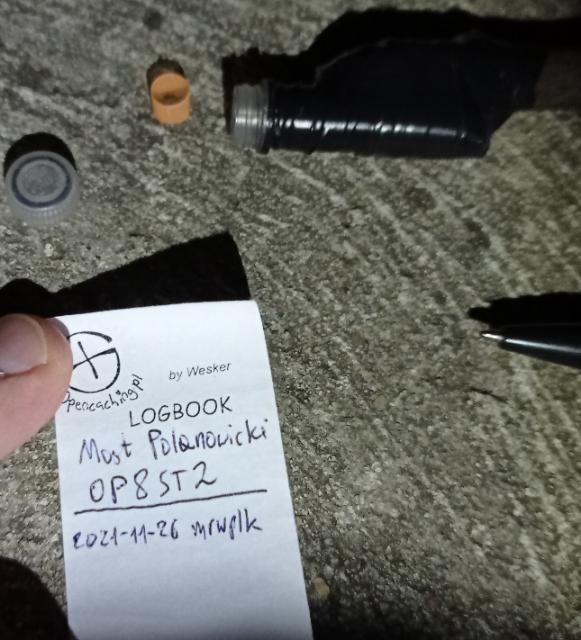 by Wesker
Opencaching.pl
LOGBOOK
Most Polanowicki
OP8ST2
2021-11-26 mrwplk